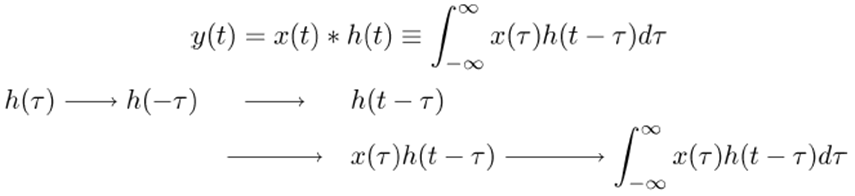 y(t) = x(t) ∗ h(t) ≡ ∫_{−∞}^{∞} x(τ)h(t − τ)dτ
h(τ) ⟶ h(−τ) ⟶ h(t − τ)
⟶ x(τ)h(t − τ) ⟶ ∫_{−∞}^{∞} x(τ)h(t − τ)dτ